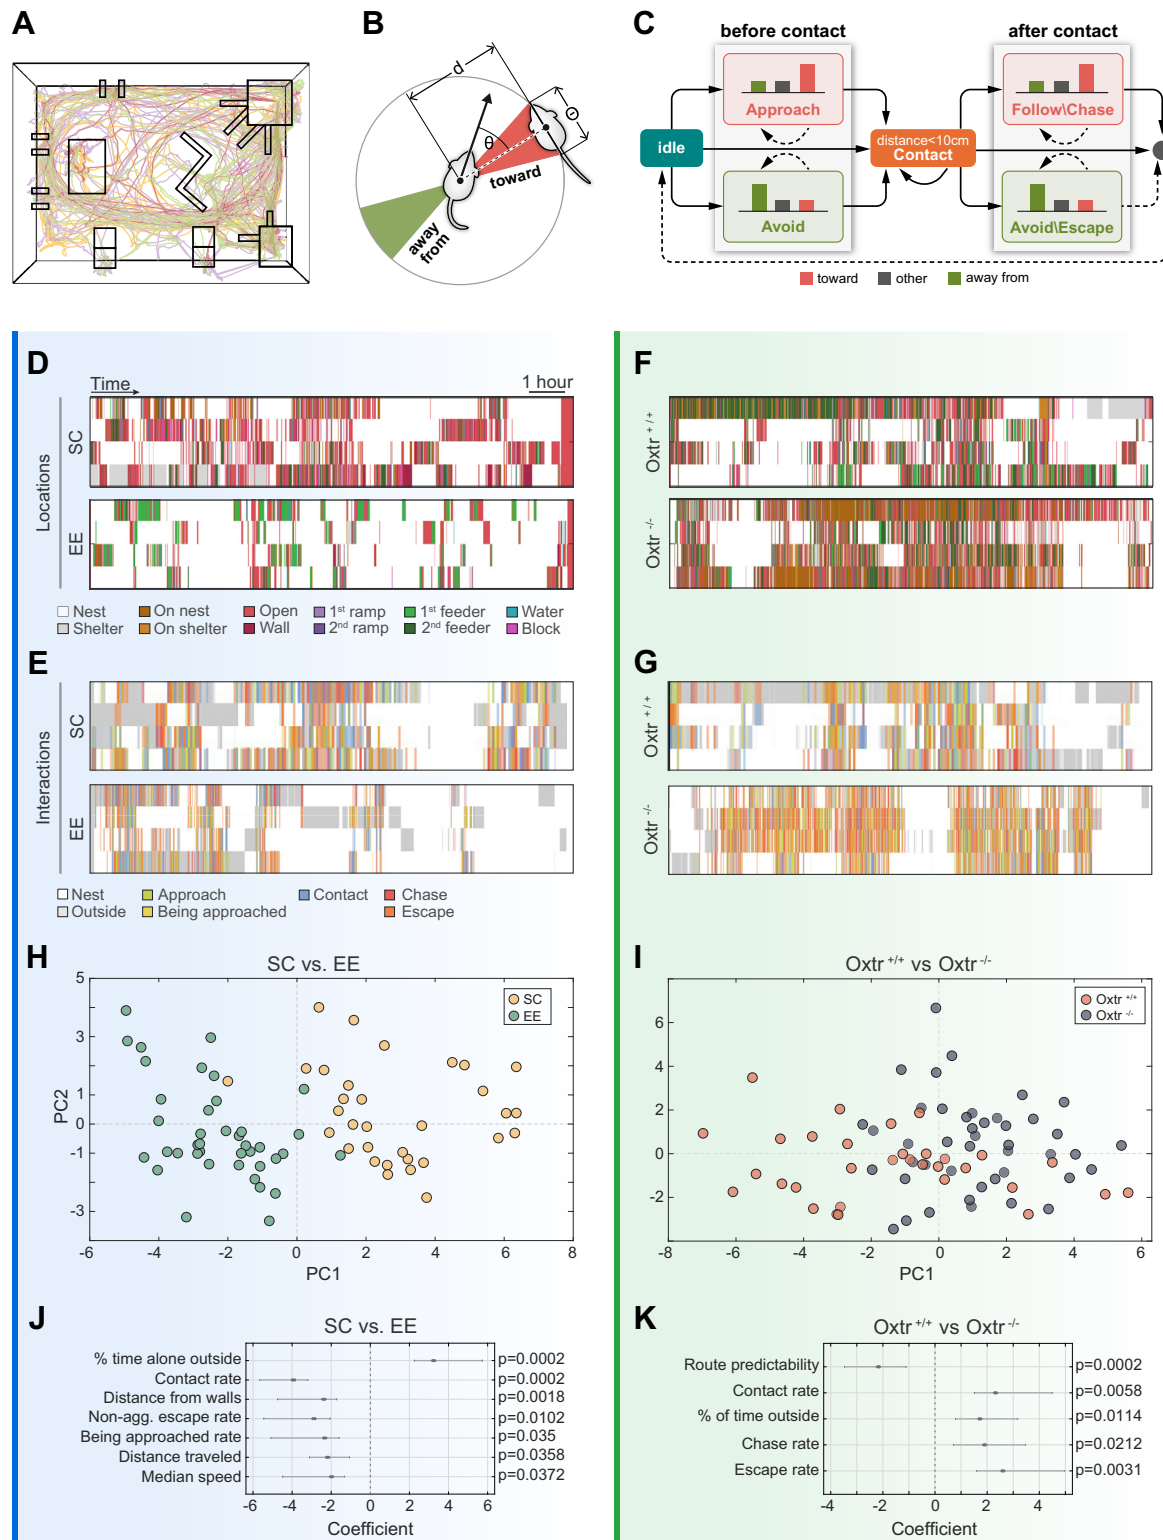 A
B
d
θ
Θ
toward
away from
C
before contact
after contact
Approach
Follow\Chase
idle
distance<10cm
Contact
Avoid
Avoid\Escape
toward
other
away from
D
Time
1 hour
Locations
SC
EE
Nest
On nest
Open
1st ramp
1st feeder
Water
Shelter
On shelter
Wall
2nd ramp
2nd feeder
Block
F
Oxtr +/+
Oxtr -/-
E
Interactions
SC
EE
Nest
Approach
Contact
Chase
Outside
Being approached
Escape
G
Oxtr +/+
Oxtr -/-
H
SC vs. EE
SC
EE
PC2
5
3
1
0
-1
-3
-6
-4
-2
0
2
4
6
8
PC1
I
Oxtr +/+ vs Oxtr -/-
Oxtr +/+
Oxtr -/-
6
4
2
0
-2
-8
-6
-4
-2
0
2
4
6
PC1
J
SC vs. EE
% time alone outside p=0.0002
Contact rate p=0.0002
Distance from walls p=0.0018
Non-agg. escape rate p=0.0102
Being approached rate p=0.035
Distance traveled p=0.0358
Median speed p=0.0372
-6 -4 -2 0 2 4 6
Coefficient
K
Oxtr+/+ vs Oxtr -/-
Route predictability p=0.0002
Contact rate p=0.0058
% of time outside p=0.0114
Chase rate p=0.0212
Escape rate p=0.0031
-4 -2 0 2 4
Coefficient